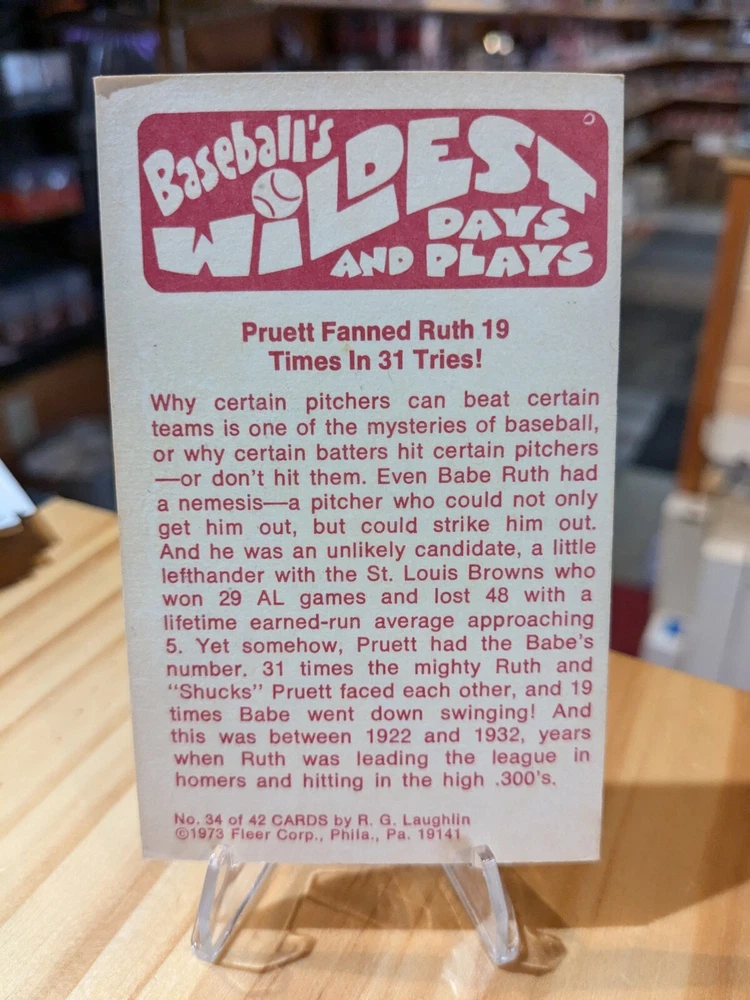 Baseball's
WiLDEST
DAYS
AND PLAYS
Pruett Fanned Ruth 19
Times In 31 Tries!
Why certain pitchers can beat certain
teams is one of the mysteries of baseball,
or why certain batters hit certain pitchers
—or don't hit them. Even Babe Ruth had
a nemesis—a pitcher who could not only
get him out, but could strike him out.
And he was an unlikely candidate, a little
lefthander with the St. Louis Browns who
won 29 AL games and lost 48 with a
lifetime earned-run average approaching
5. Yet somehow, Pruett had the Babe's
number. 31 times the mighty Ruth and
"Shucks" Pruett faced each other, and 19
times Babe went down swinging! And
this was between 1922 and 1932, years
when Ruth was leading the league in
homers and hitting in the high .300's.
No. 34 of 42 CARDS by R. G. Laughlin
©1973 Fleer Corp., Phila., Pa. 19141